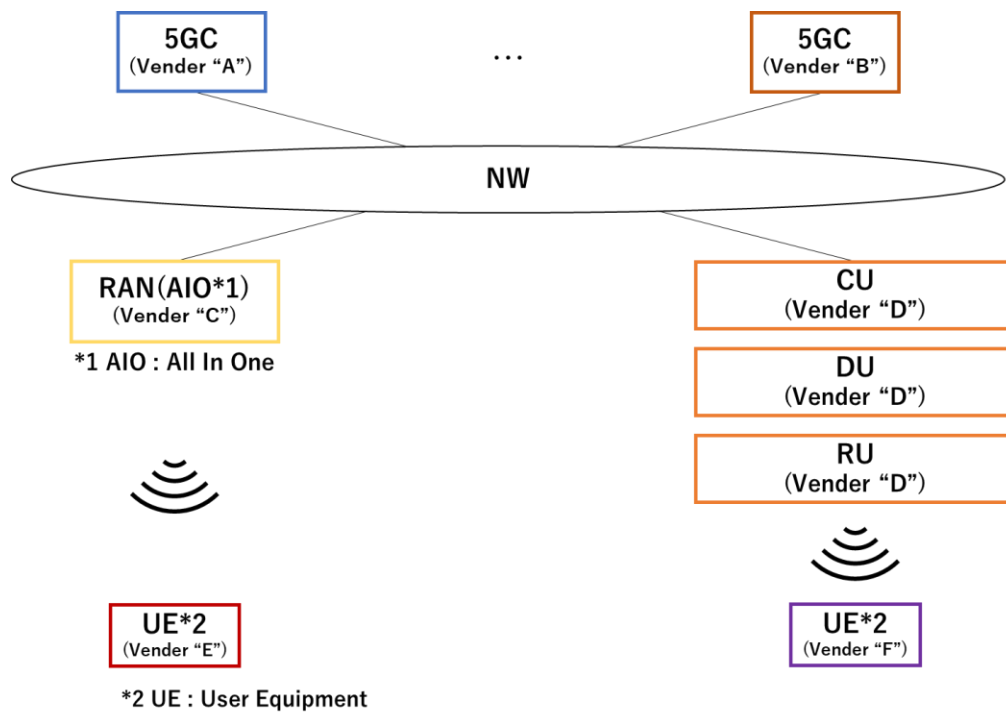 5GC
(Vender “A”)
…
5GC
(Vender “B”)
NW
RAN(AIO*1)
(Vender “C”)
*1 AIO : All In One
CU
(Vender “D”)
DU
(Vender “D”)
RU
(Vender “D”)
UE*2
(Vender “E”)
UE*2
(Vender “F”)
*2 UE : User Equipment